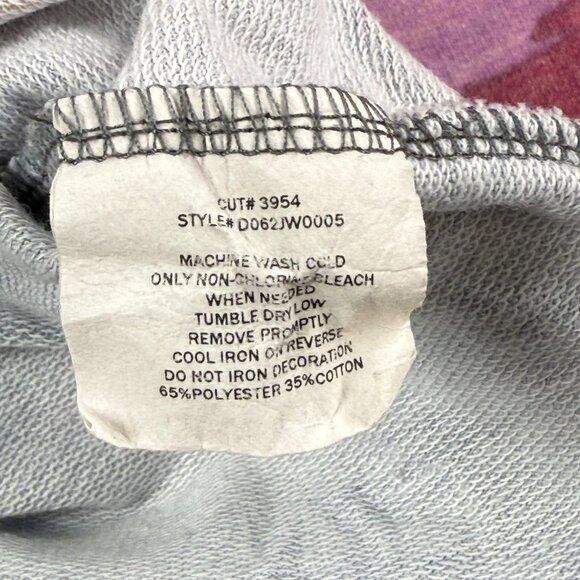 CUT# 3954
STYLE# D062JW0005
MACHINE WASH COLD
ONLY NON-CHLORINE BLEACH
WHEN NEEDED
TUMBLE DRY LOW
REMOVE PROMPTLY
COOL IRON ON REVERSE
DO NOT IRON DECORATION
65%POLYESTER 35%COTTON